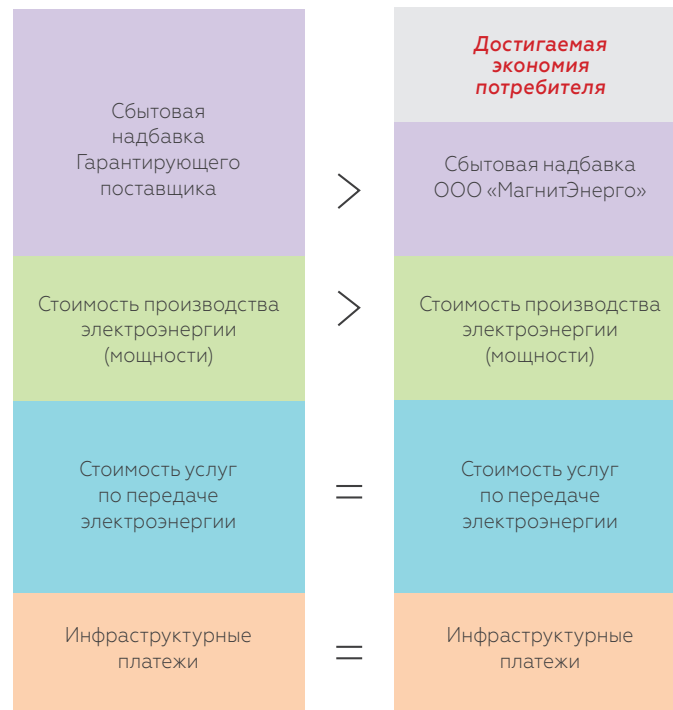 Сбытовая
надбавка
Гарантирующего
поставщика
>
Достигаемая
экономия
потребителя
Сбытовая надбавка
ООО «МагнитЭнерго»
Стоимость производства
электроэнергии
(мощности)
>
Стоимость производства
электроэнергии
(мощности)
Стоимость услуг
по передаче
электроэнергии
=
Стоимость услуг
по передаче
электроэнергии
Инфраструктурные
платежи
=
Инфраструктурные
платежи